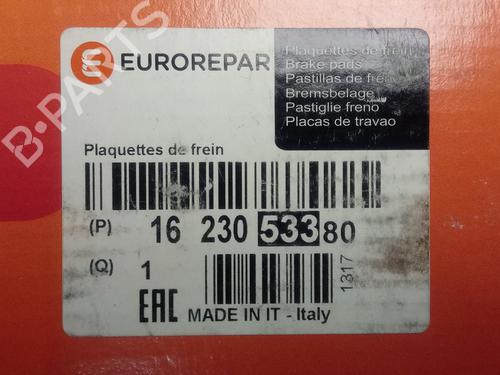 EUROREPAR
Plaquettes de frein
Brake pads
Pastillas de freno
Bremsbelage
Pastiglie freno
Placas de travao
Plaquettes de frein
(P) 16 230 533 80
(Q) 1
1317
EAC MADE IN IT - Italy
B-PARTS
B-PARTS